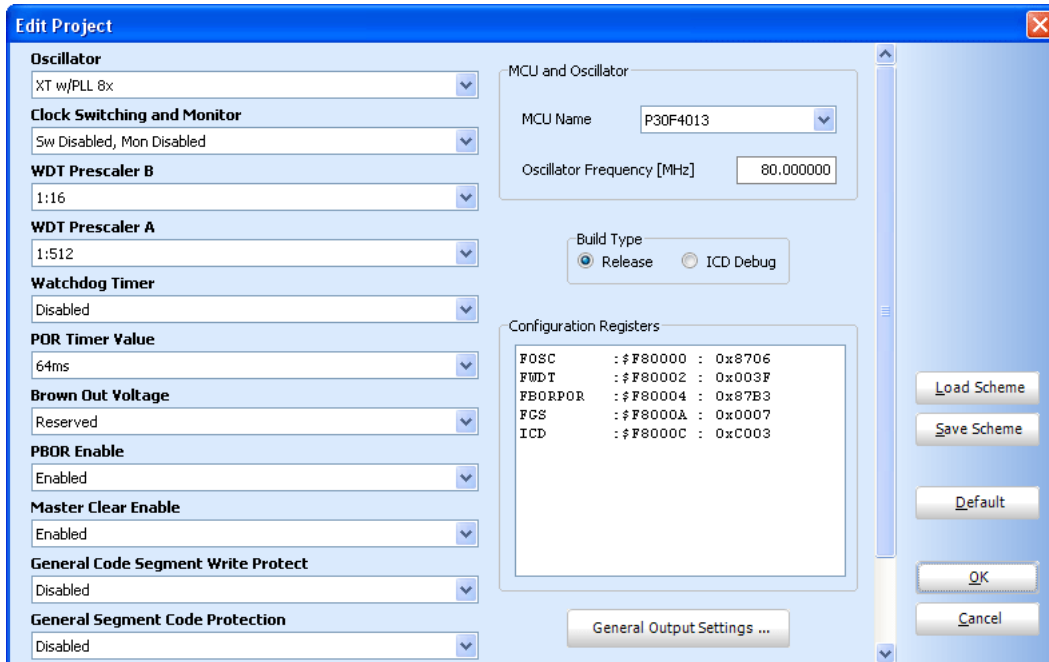 Edit Project
Oscillator
XT w/PLL 8x
Clock Switching and Monitor
Sw Disabled, Mon Disabled
WDT Prescaler B
1:16
WDT Prescaler A
1:512
Watchdog Timer
Disabled
POR Timer Value
64ms
Brown Out Voltage
Reserved
PBOR Enable
Enabled
Master Clear Enable
Enabled
General Code Segment Write Protect
Disabled
General Segment Code Protection
Disabled
MCU and Oscillator
MCU Name P30F4013
Oscillator Frequency [MHz] 80.000000
Build Type
Release ICD Debug
Configuration Registers
FOSC :$F80000 : 0x8706
FWDT :$F80002 : 0x003F
FBORPOR :$F80004 : 0x87B3
FGS :$F8000A : 0x0007
ICD :$F8000C : 0xC003
General Output Settings ...
Load Scheme
Save Scheme
Default
OK
Cancel